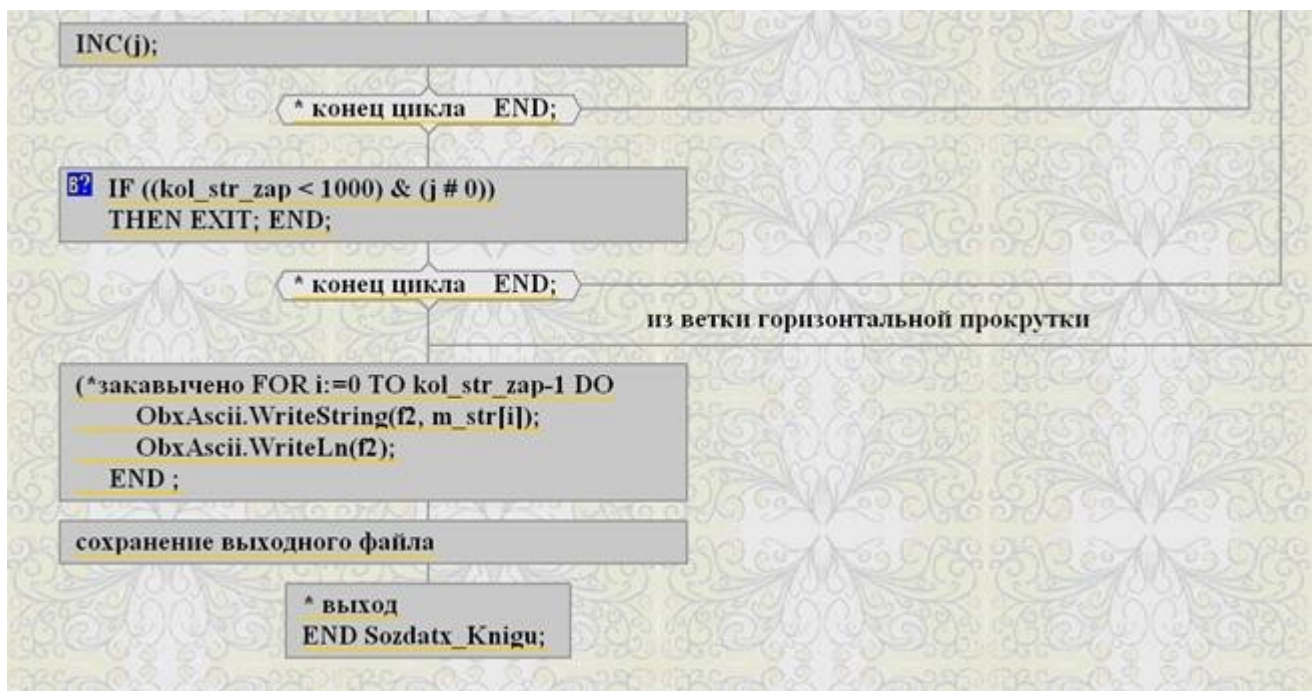 INC(j);
* конец цикла END;
6? IF ((kol_str_zap < 1000) & (j # 0))
THEN EXIT; END;
* конец цикла END;
из ветки горизонтальной прокрутки
(*закавычено FOR i:=0 TO kol_str_zap-1 DO
ObxAscii.WriteString(f2, m_str[i]);
ObxAscii.WriteLn(f2);
END ;
сохранение выходного файла
* выход
END Sozdatx_Knigu;